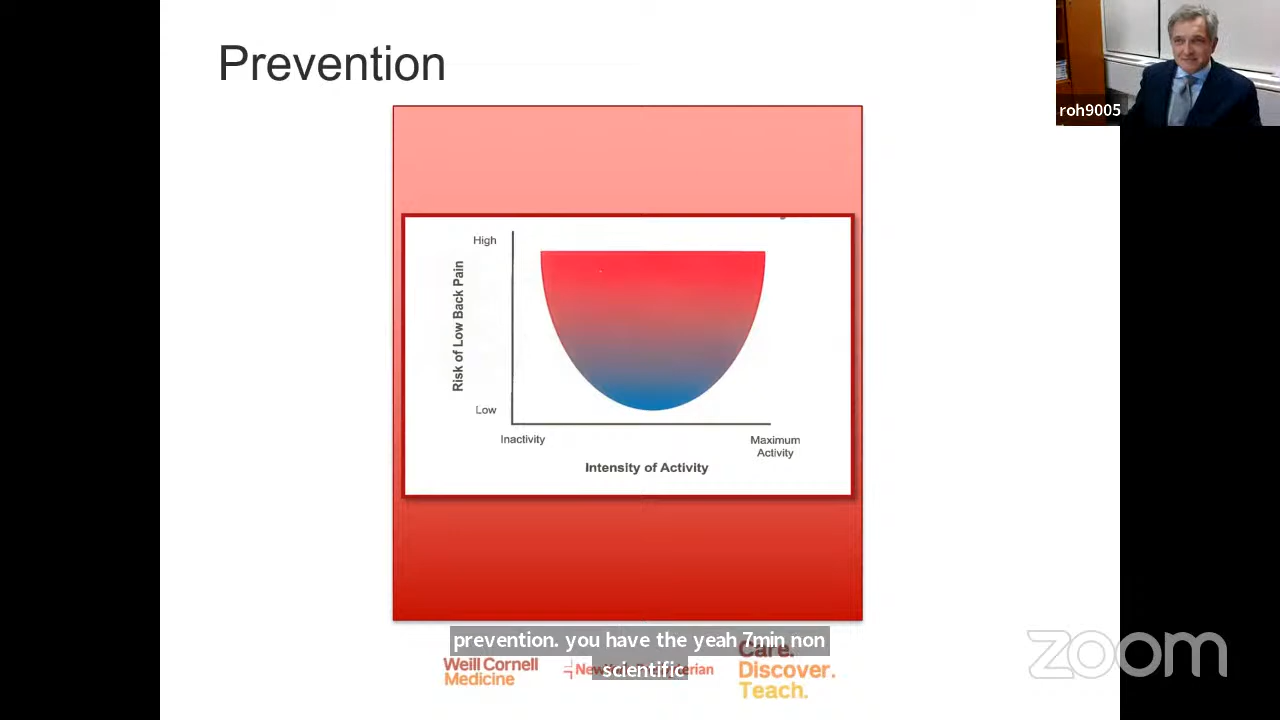 Prevention
roh9005
High
Risk of Low Back Pain
Low
Inactivity
Maximum
Activity
Intensity of Activity
prevention. you have the yeah 7min non
scientific
Weill Cornell
Medicine
Care.
Discover.
Teach.
zoom